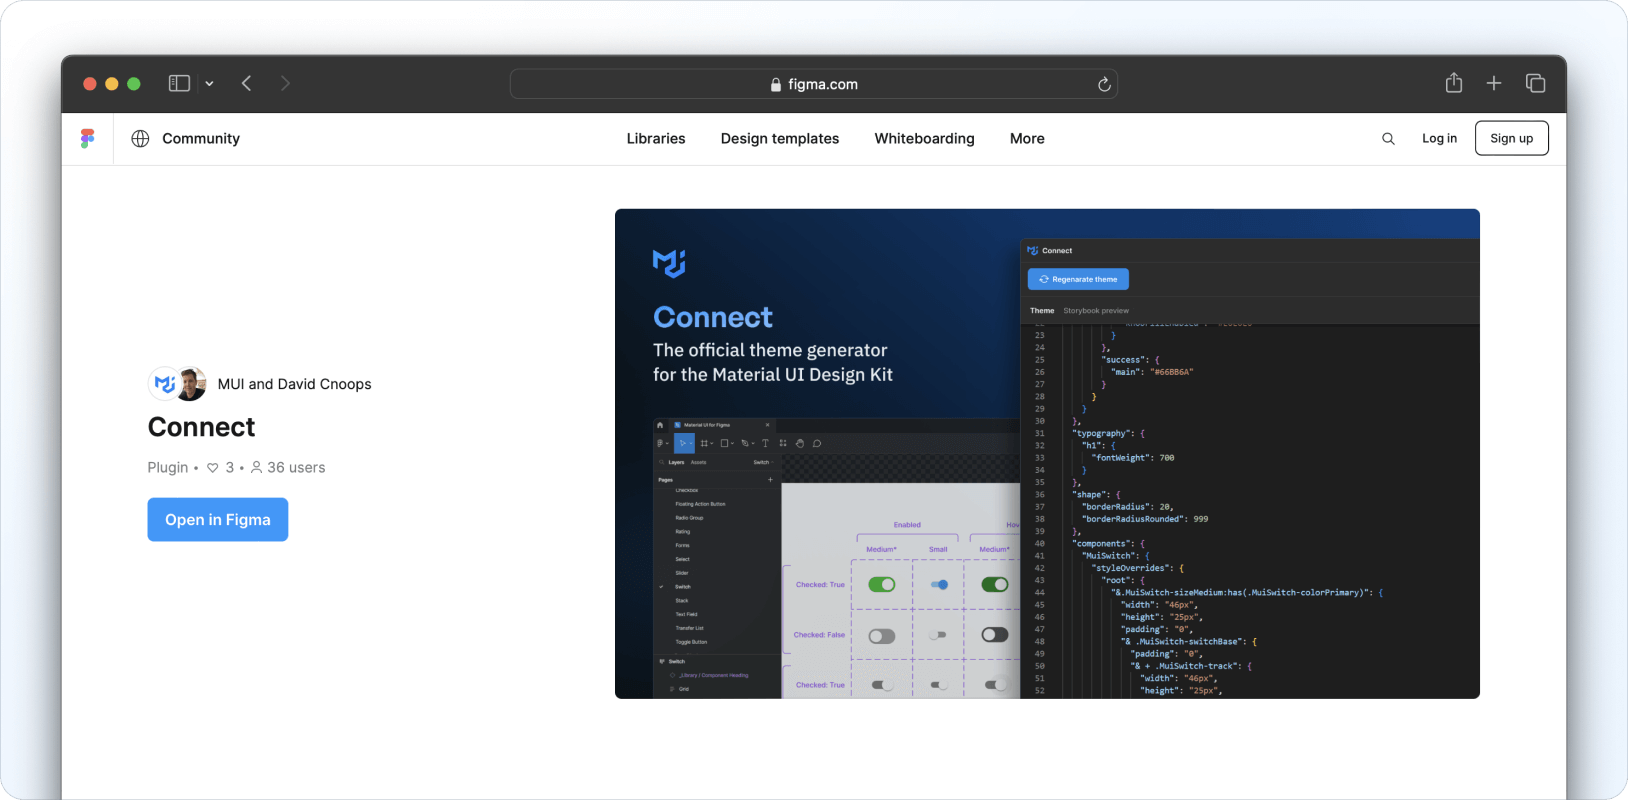 figma.com
Community
Libraries
Design templates
Whiteboarding
More
Log in
Sign up
MUI and David Cnoops
Connect
Plugin • 3 • 36 users
Open in Figma
Connect
The official theme generator
for the Material UI Design Kit
Material UI for Figma
Layers Assets Switch
Pages
Checkbox
Floating Action Button
Radio Group
Rating
Forms
Select
Slider
Switch
Stack
Text Field
Transfer List
Toggle Button
Switch
_Library / Component Heading
Grid
Enabled
Medium* Small Medium*
Checked: True
Checked: False
Checked: True
Connect
Regenarate theme
Theme Storybook preview
23 }
24 },
25 "success": {
26 "main": "#66BB6A"
27 }
28 }
29 }
30 },
31 "typography": {
32 "h1": {
33 "fontWeight": 700
34 }
35 },
36 "shape": {
37 "borderRadius": 20,
38 "borderRadiusRounded": 999
39 },
40 "components": {
41 "MuiSwitch": {
42 "styleOverrides": {
43 "root": {
44 "&.MuiSwitch-sizeMedium:has(.MuiSwitch-colorPrimary)": {
45 "width": "46px",
46 "height": "25px",
47 "padding": "0",
48 "& .MuiSwitch-switchBase": {
49 "padding": "0",
50 "& + .MuiSwitch-track": {
51 "width": "46px",
52 "height": "25px",